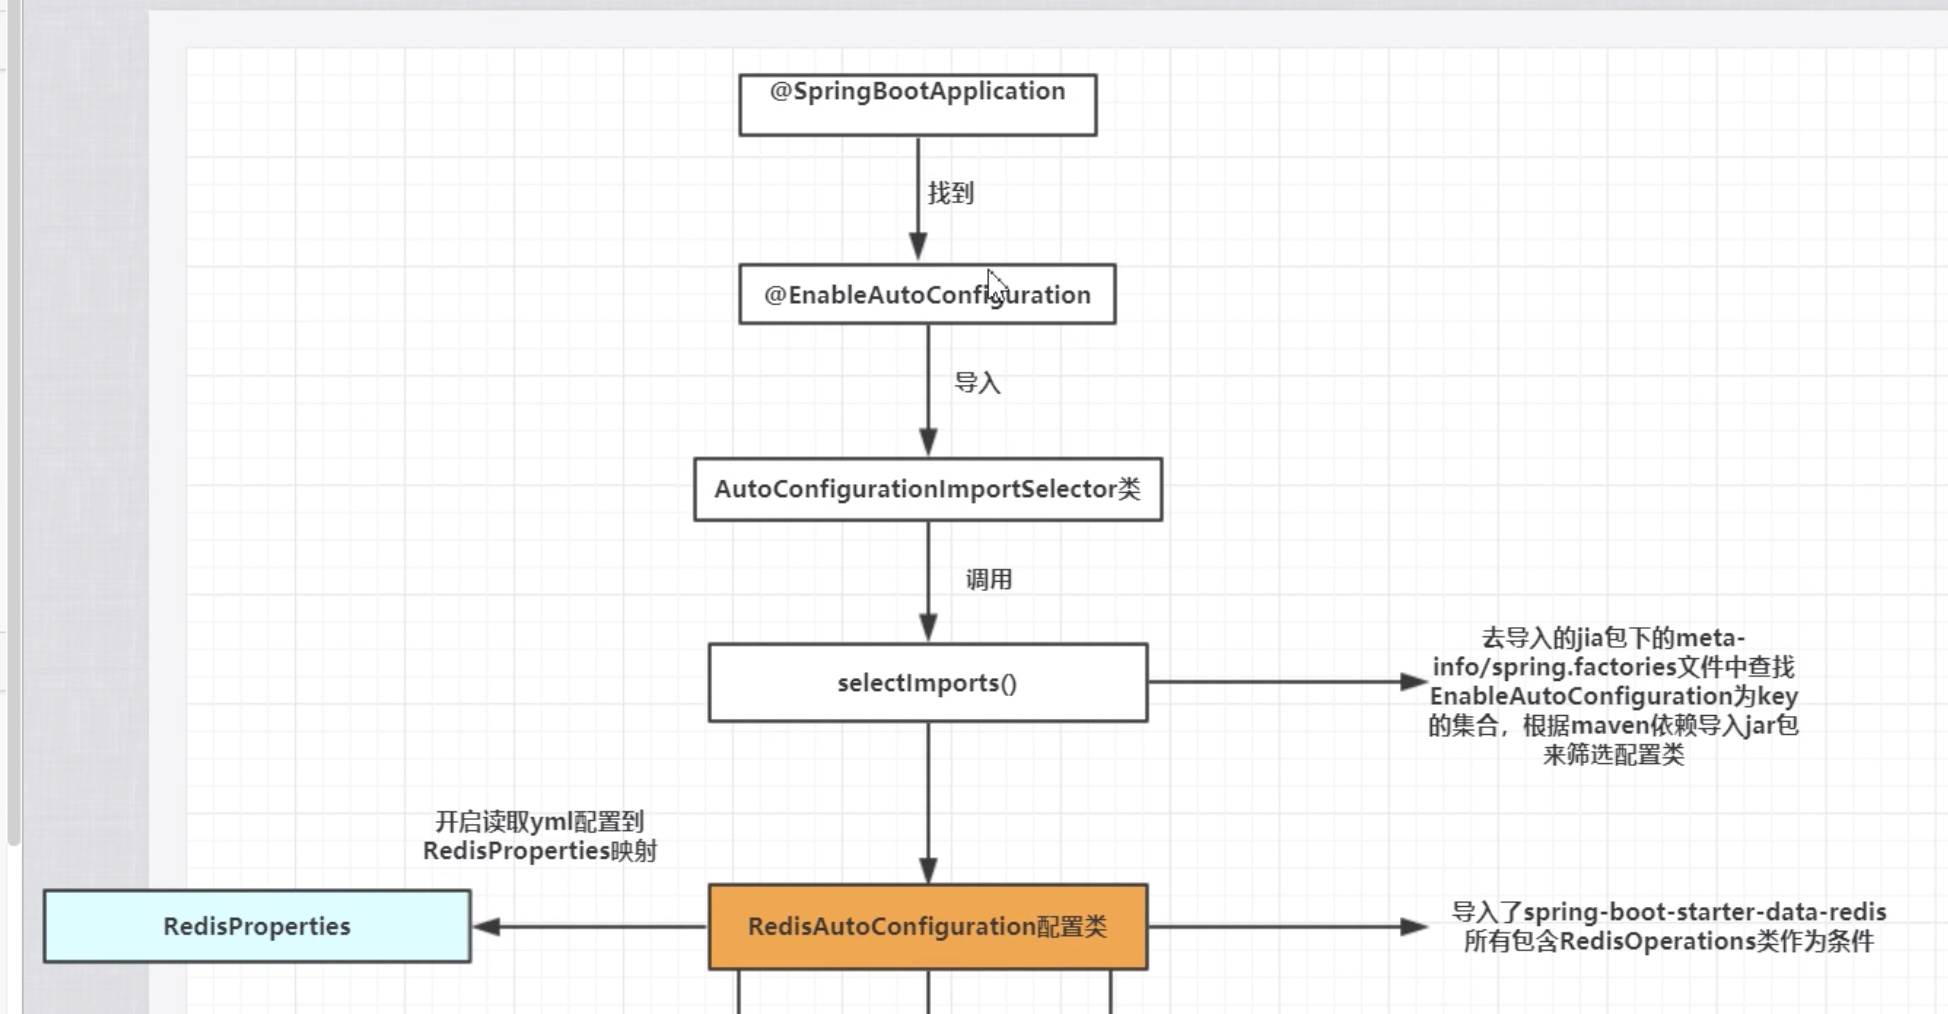 @SpringBootApplication
找到
@EnableAutoConfiguration
导入
AutoConfigurationImportSelector类
调用
selectImports()
去导入的jia包下的meta-
info/spring.factories文件中查找
EnableAutoConfiguration为key
的集合，根据maven依赖导入jar包
来筛选配置类
开启读取yml配置到
RedisProperties映射
RedisProperties
RedisAutoConfiguration配置类
导入了spring-boot-starter-data-redis
所有包含RedisOperations类作为条件